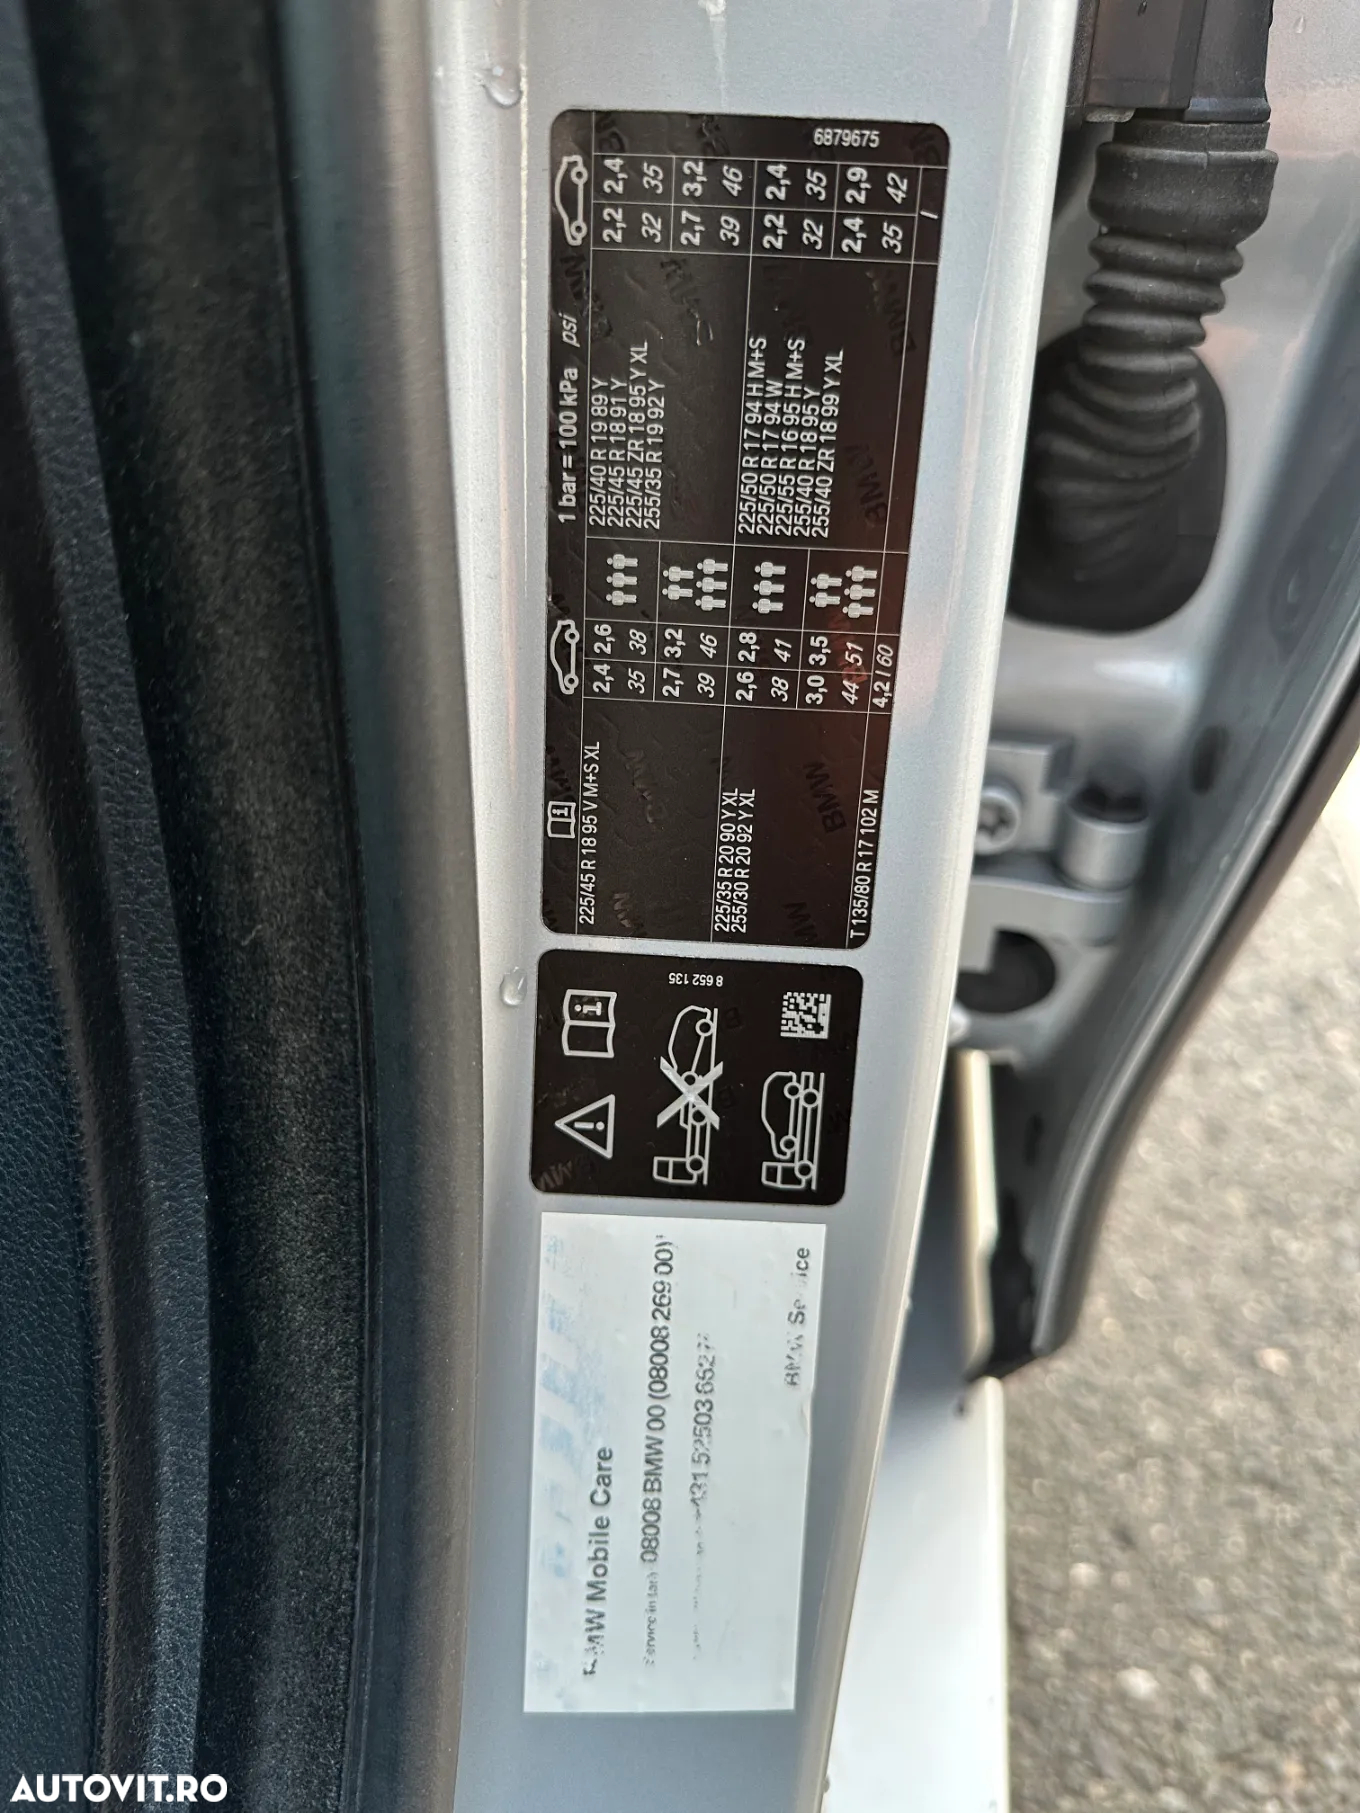 6879675
1 bar = 100 kPa psi
225/40 R 19 89 Y
225/45 R 18 91 Y
225/45 ZR 18 95 Y XL
255/35 R 19 92 Y
2,2 2,4
32 35
2,7 3,2
39 46
225/50 R 17 94 H M+S
225/50 R 17 94 W
225/55 R 16 95 H M+S
255/40 R 18 95 Y
255/40 ZR 18 99 Y XL
2,2 2,4
32 35
2,4 2,9
35 42
/
225/45 R 18 95 V M+S XL
2,4 2,6
35 38
2,7 3,2
39 46
225/35 R 20 90 Y XL
255/30 R 20 92 Y XL
2,6 2,8
38 41
3,0 3,5
44 51
T 135/80 R 17 102 M
4,2 / 60
8 652 135
BMW Mobile Care
Service in tara 08008 BMW 00 (08008 269 00)
BMW Service
AUTOVIT.RO